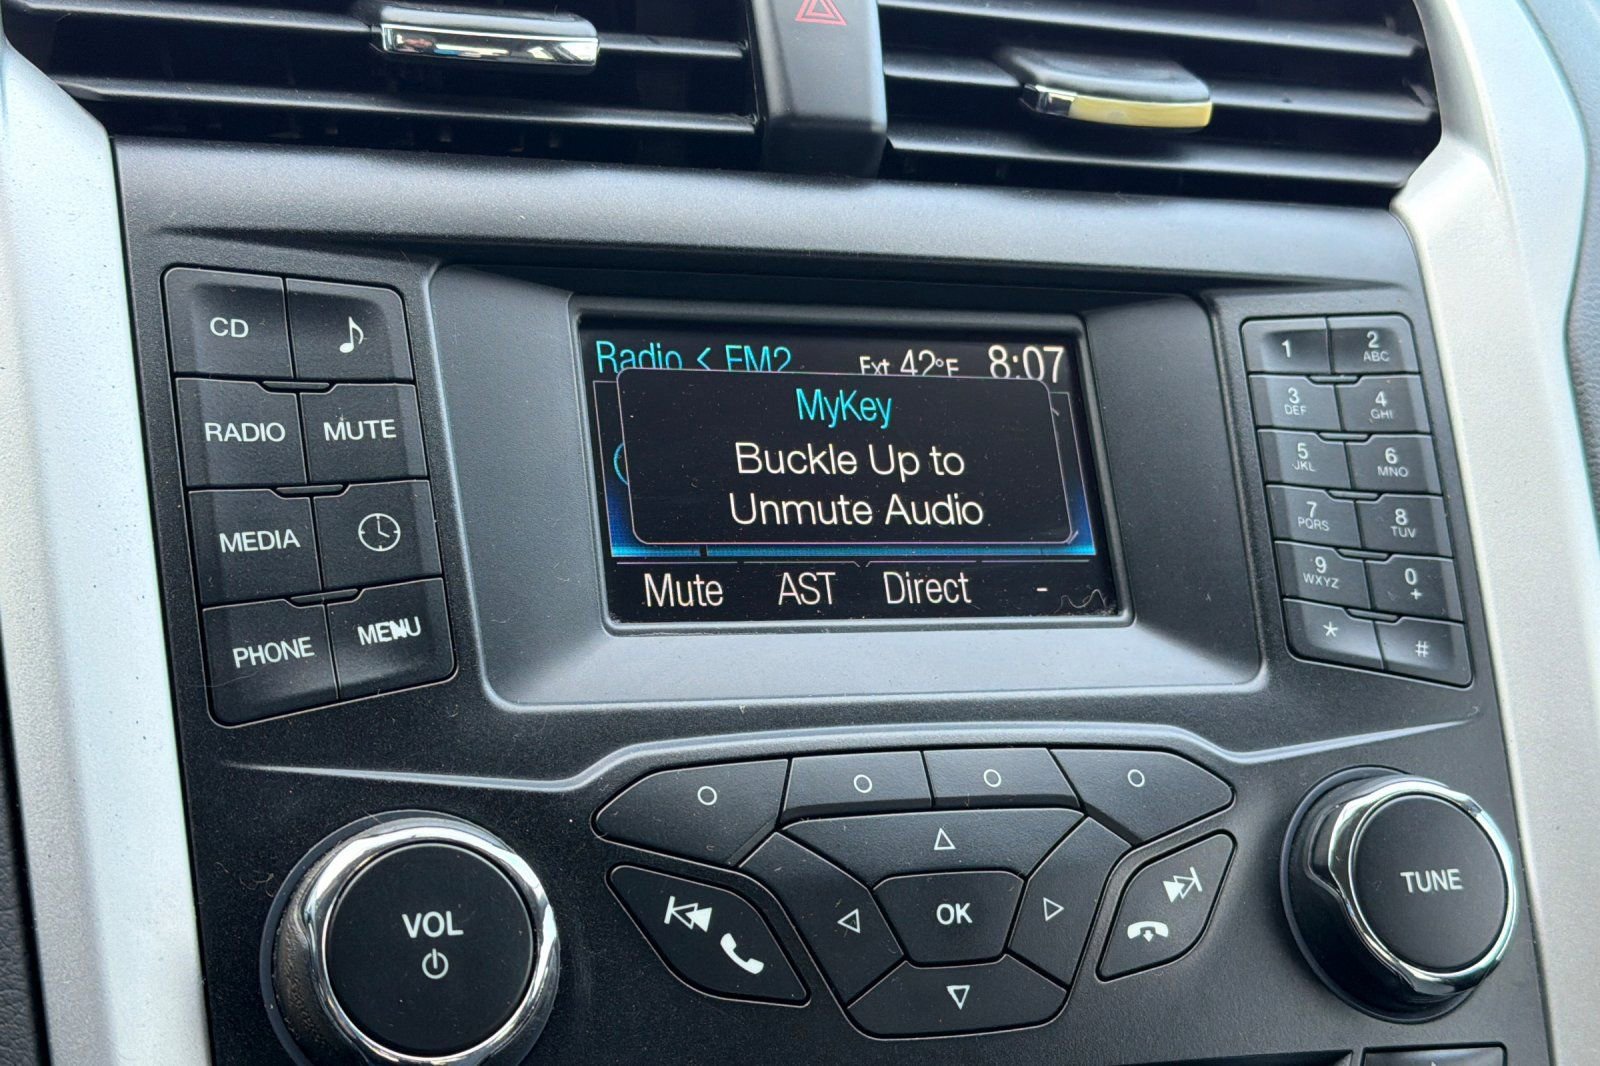 Radio < FM2 Ext 42°F 8:07
MyKey
Buckle Up to
Unmute Audio
Mute AST Direct -
CD
RADIO MUTE
MEDIA
PHONE MENU
1 2 ABC
3 DEF 4 GHI
5 JKL 6 MNO
7 PQRS 8 TUV
9 WXYZ 0 +
* #
VOL
OK
TUNE